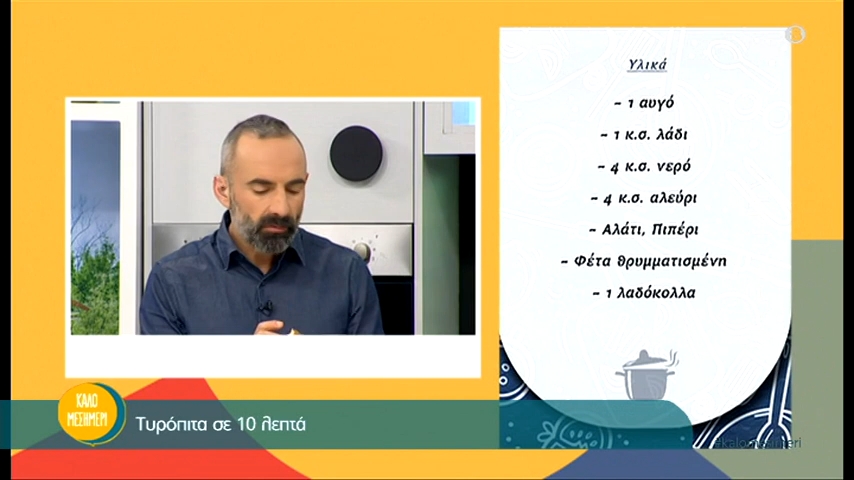 Υλικά
~ 1 αυγό
~ 1 κ.σ. λάδι
~ 4 κ.σ. νερό
~ 4 κ.σ. αλεύρι
~ Αλάτι, Πιπέρι
~ Φέτα θρυμματισμένη
~ 1 λαδόκολλα
ΚΑΛΟ
ΜΕΣΗΜΕΡΙ
Τυρόπιτα σε 10 λεπτά